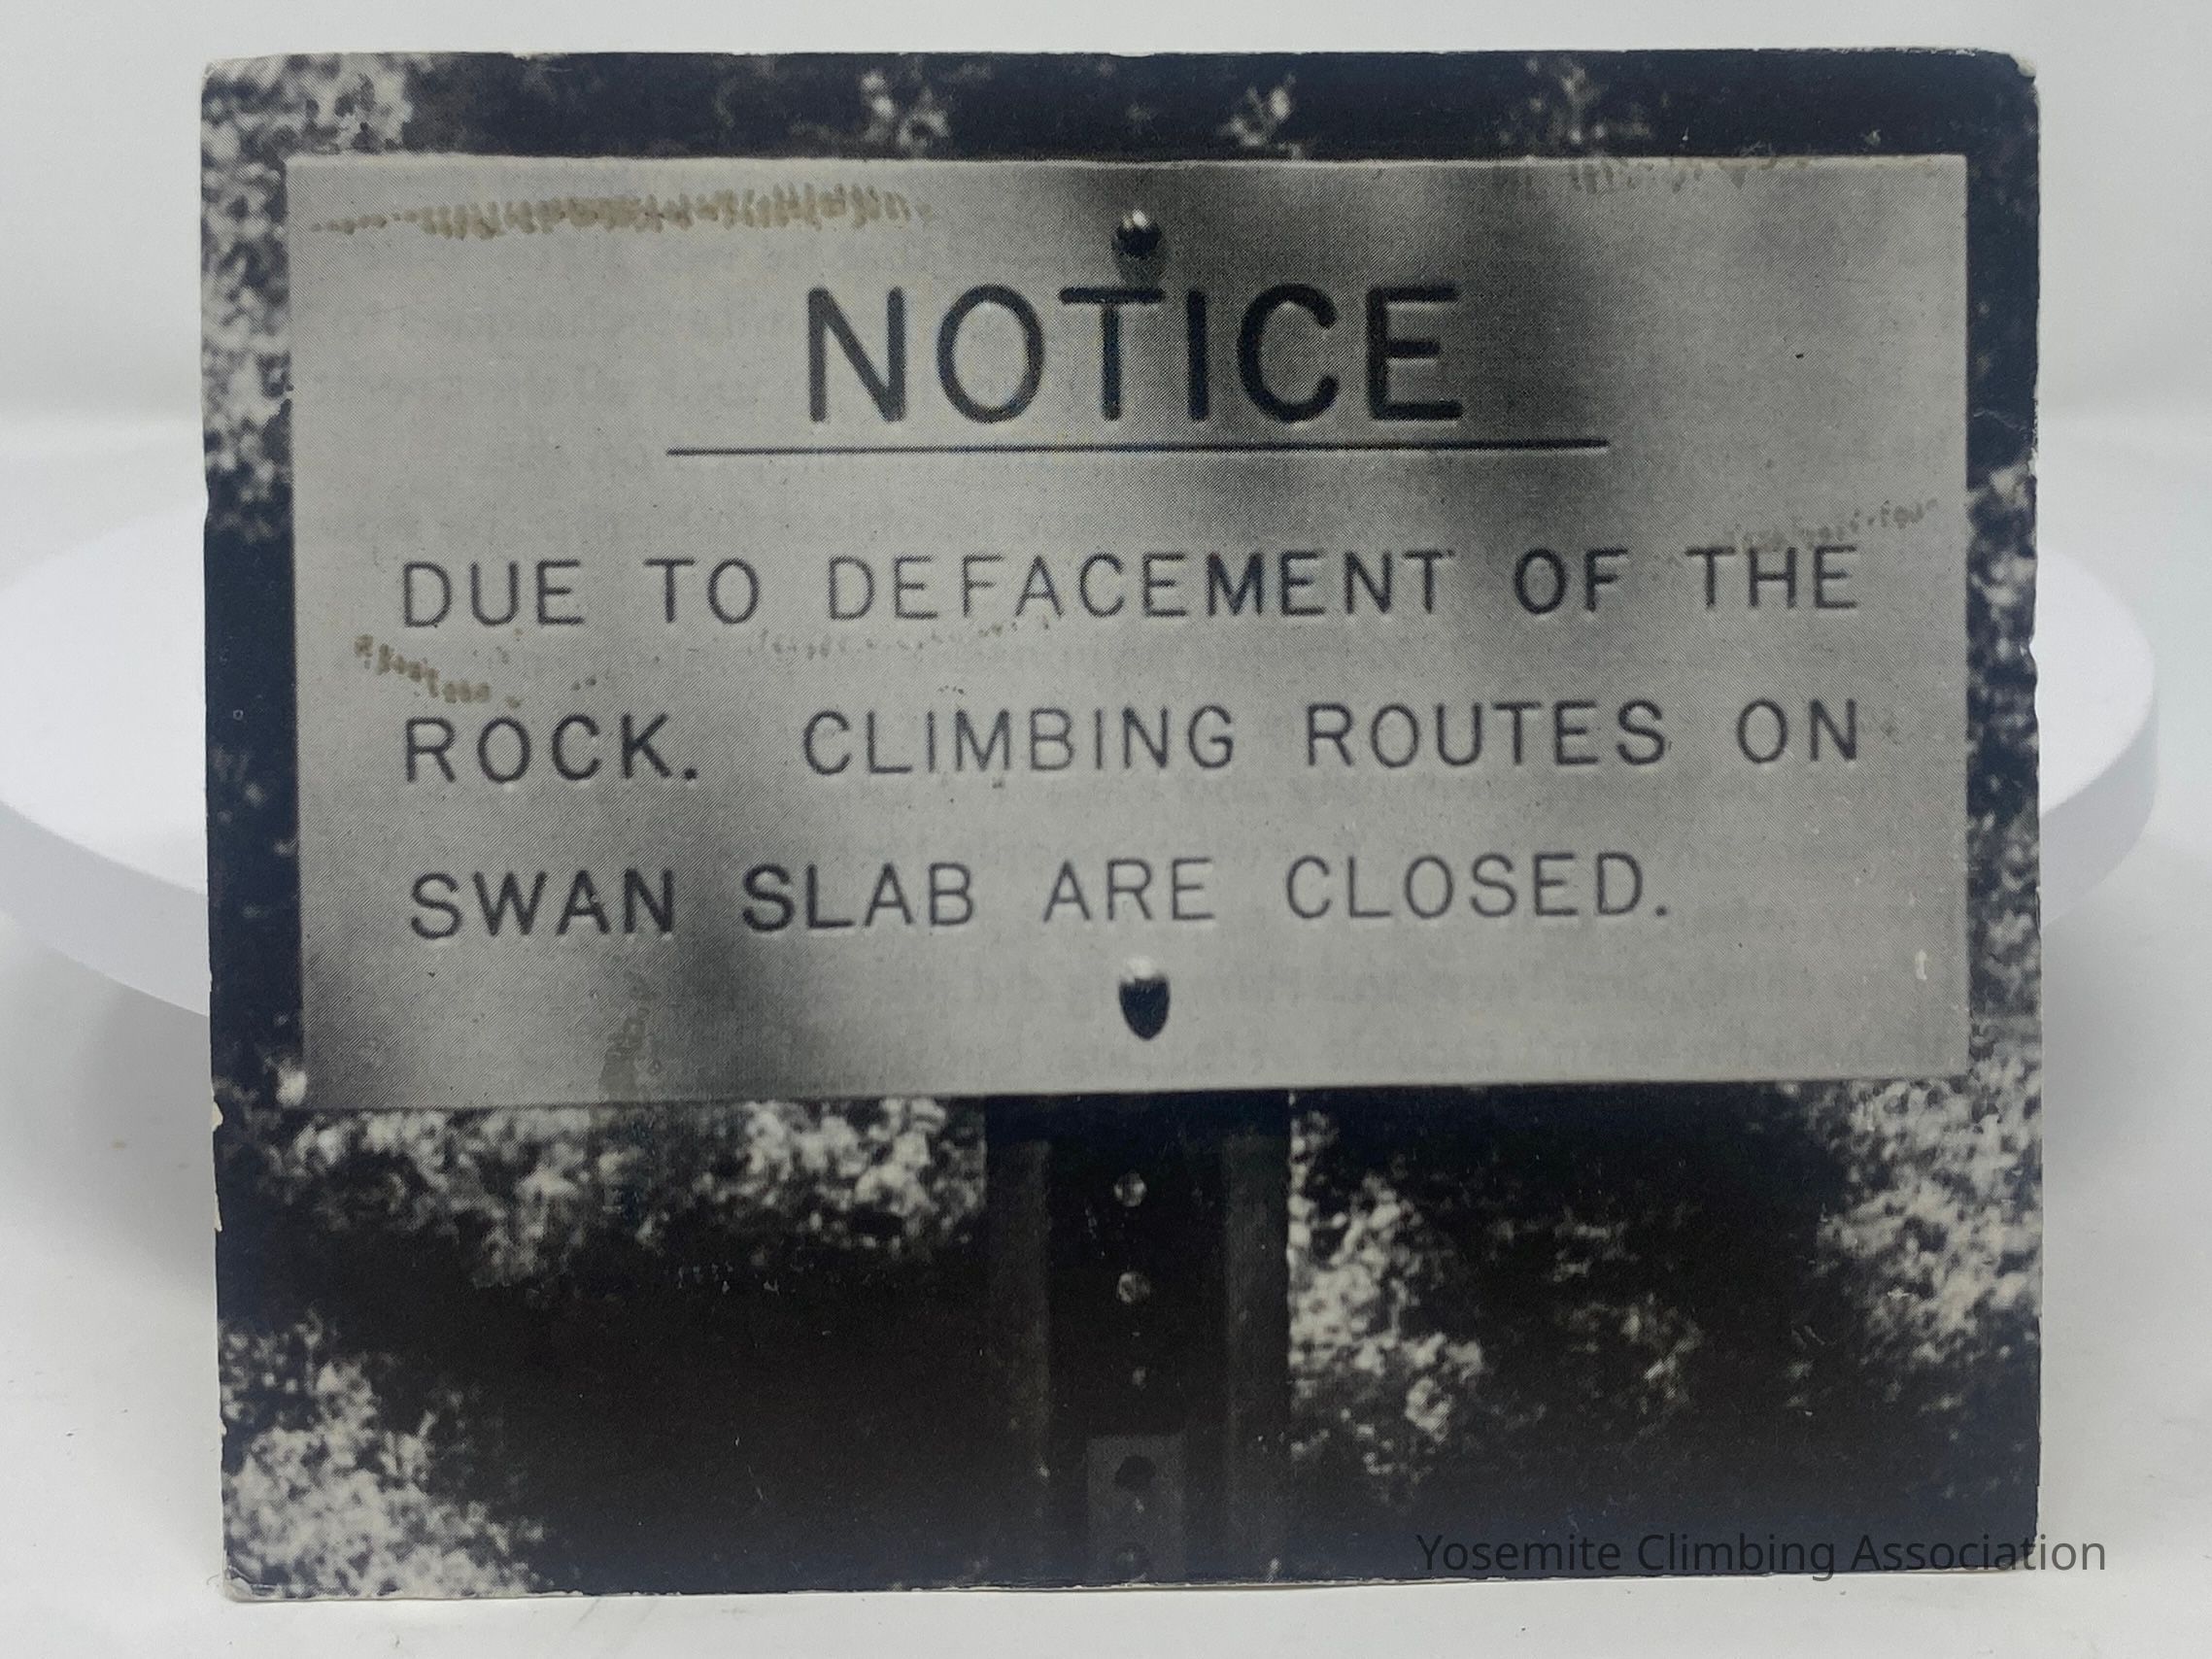 NOTICE
DUE TO DEFACEMENT OF THE
ROCK. CLIMBING ROUTES ON
SWAN SLAB ARE CLOSED.
Yosemite Climbing Association